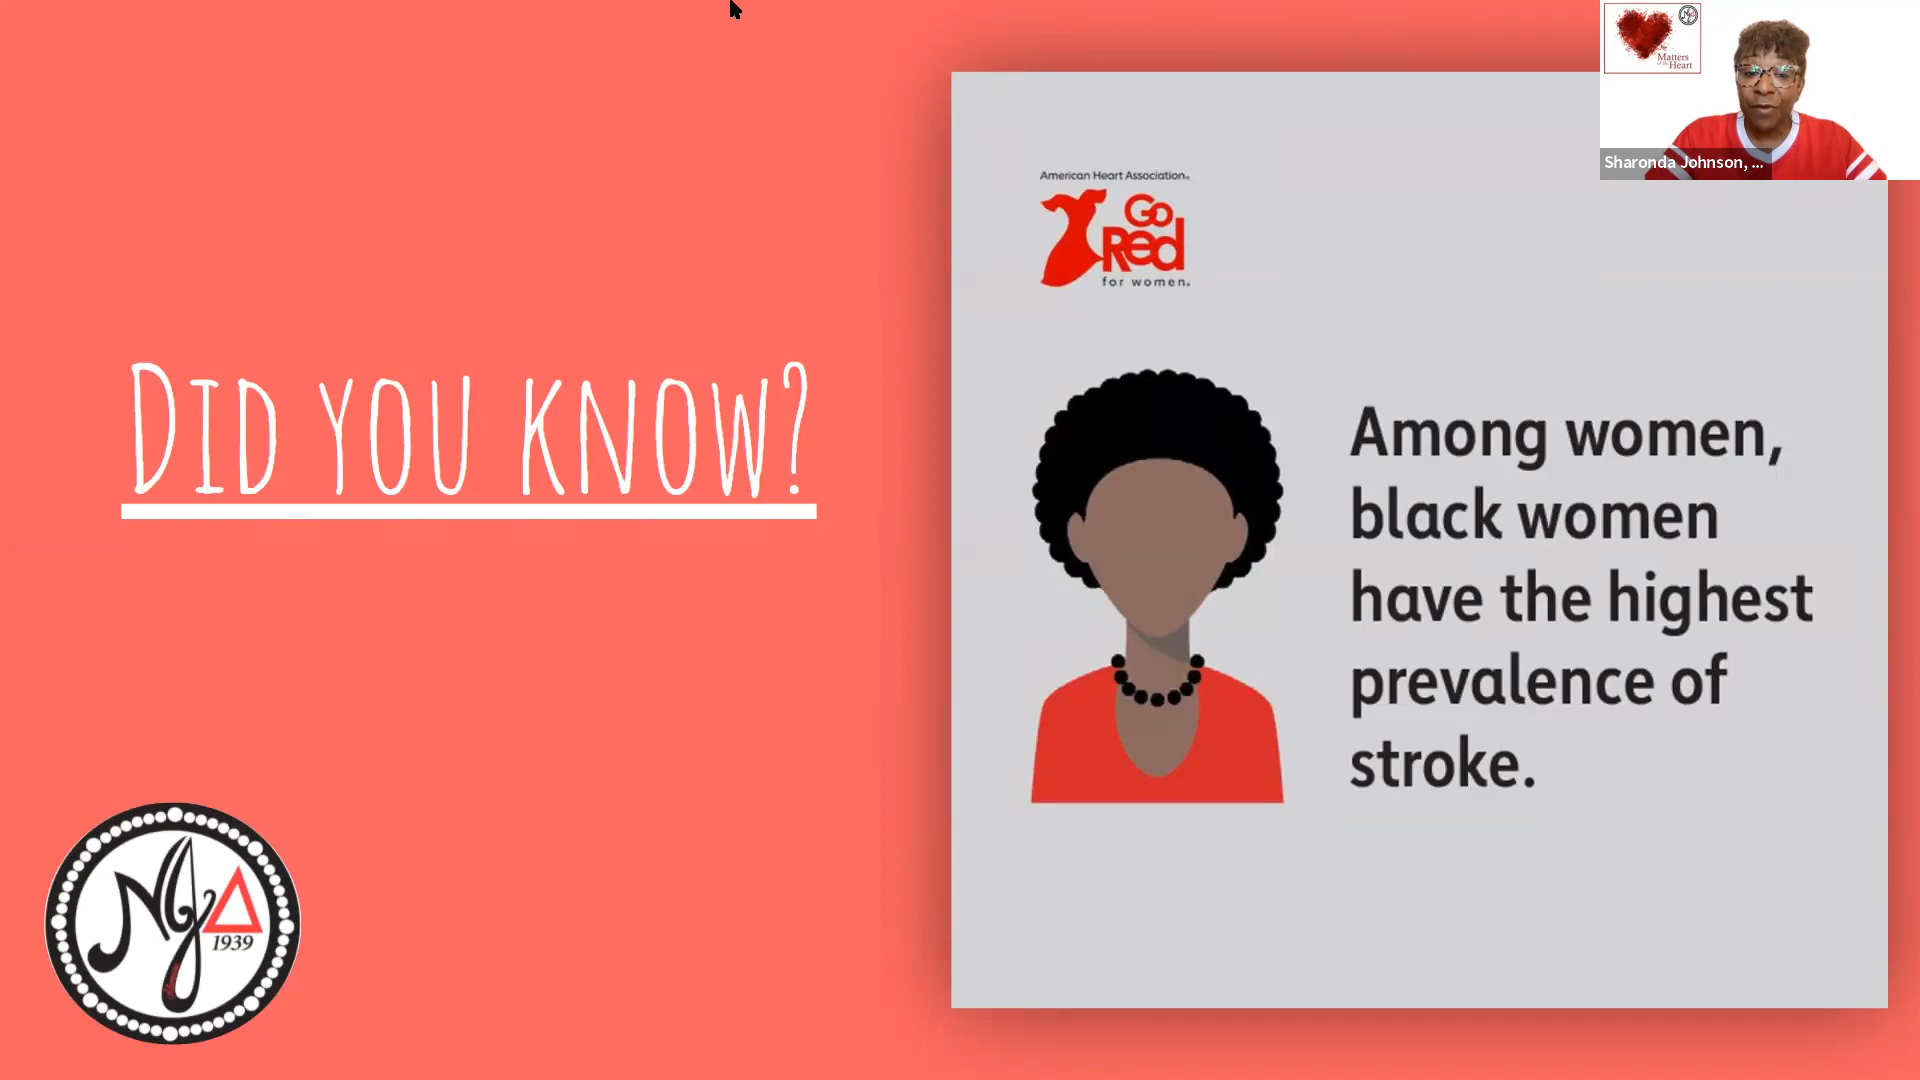 Matters
of the Heart
Sharonda Johnson, ...
American Heart Association®
Go
Red
for women®
DID YOU KNOW?
Among women,
black women
have the highest
prevalence of
stroke.
1939